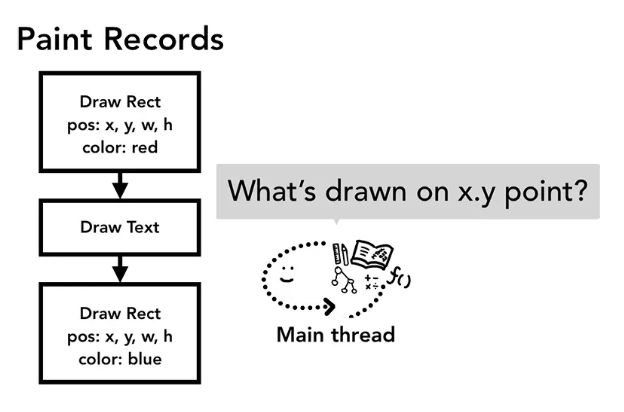 Paint Records
Draw Rect
pos: x, y, w, h
color: red
Draw Text
Draw Rect
pos: x, y, w, h
color: blue
What's drawn on x.y point?
+-
×÷
f()
Main thread